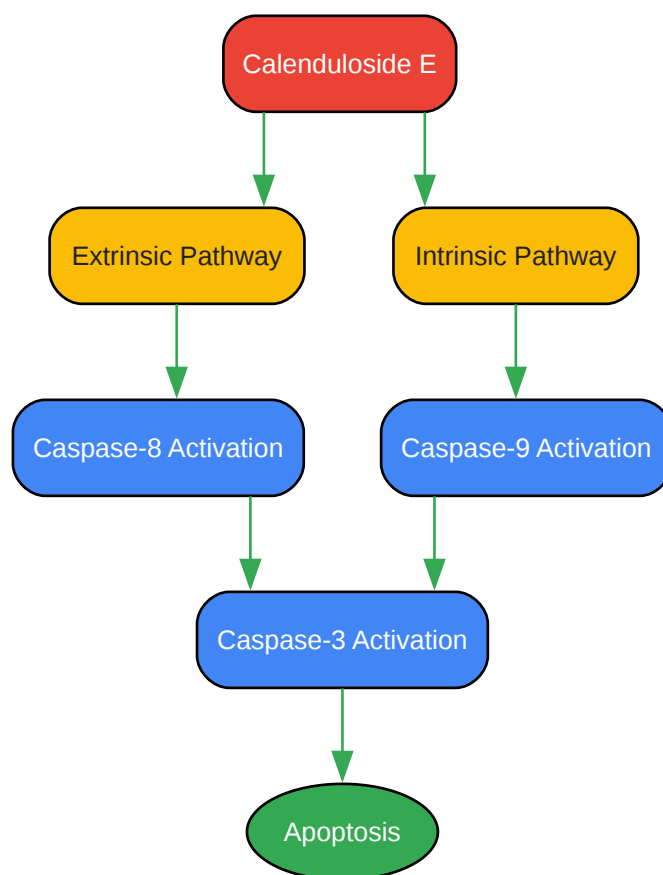 Calenduloside E
Extrinsic Pathway
Intrinsic Pathway
Caspase-8 Activation
Caspase-9 Activation
Caspase-3 Activation
Apoptosis